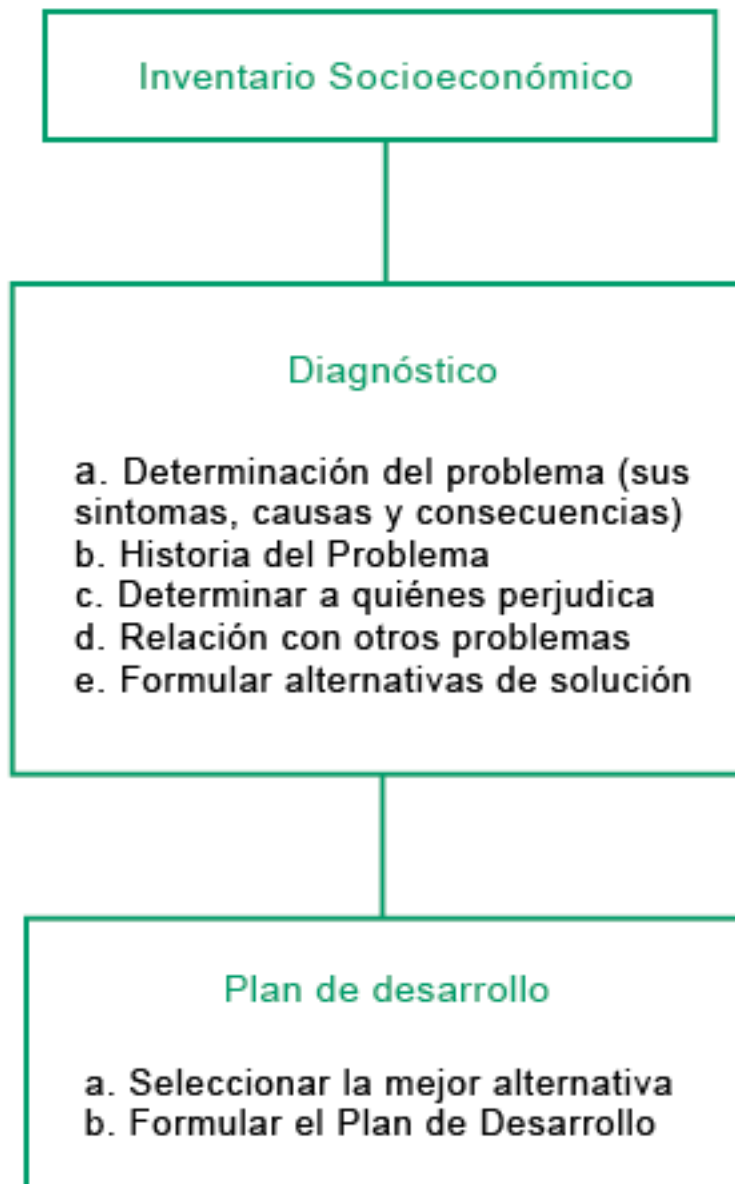 Inventario Socioeconómico
Diagnóstico
a. Determinación del problema (sus
sintomas, causas y consecuencias)
b. Historia del Problema
c. Determinar a quiénes perjudica
d. Relación con otros problemas
e. Formular alternativas de solución
Plan de desarrollo
a. Seleccionar la mejor alternativa
b. Formular el Plan de Desarrollo